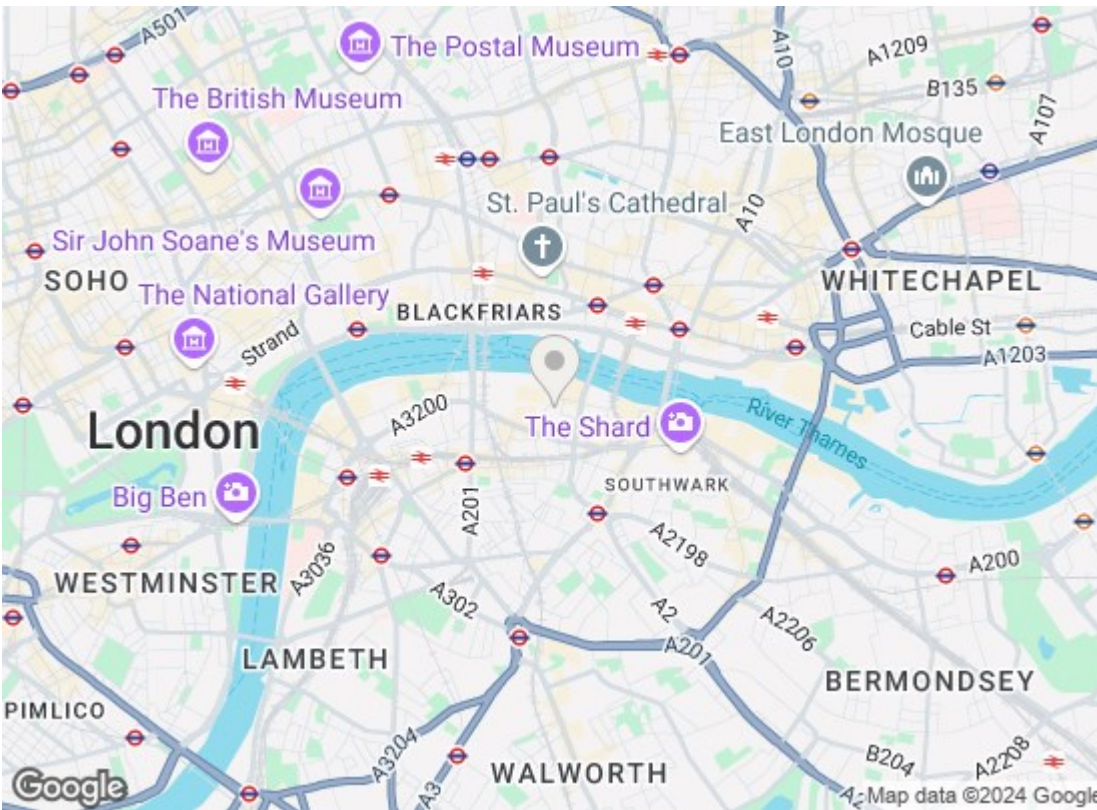 A501
The Postal Museum
A10
A1209
B135
A107
The British Museum
East London Mosque
St. Paul's Cathedral
A10
Sir John Soane's Museum
SOHO
WHITECHAPEL
The National Gallery
BLACKFRIARS
Strand
Cable St
A1203
A3200
London
The Shard
River Thames
Big Ben
SOUTHWARK
A201
A2198
A200
A3036
WESTMINSTER
A302
A2
A2206
A201
LAMBETH
BERMONDSEY
PIMLICO
A3204
B204
A2208
WALWORTH
A3
Google
Map data ©2024 Google